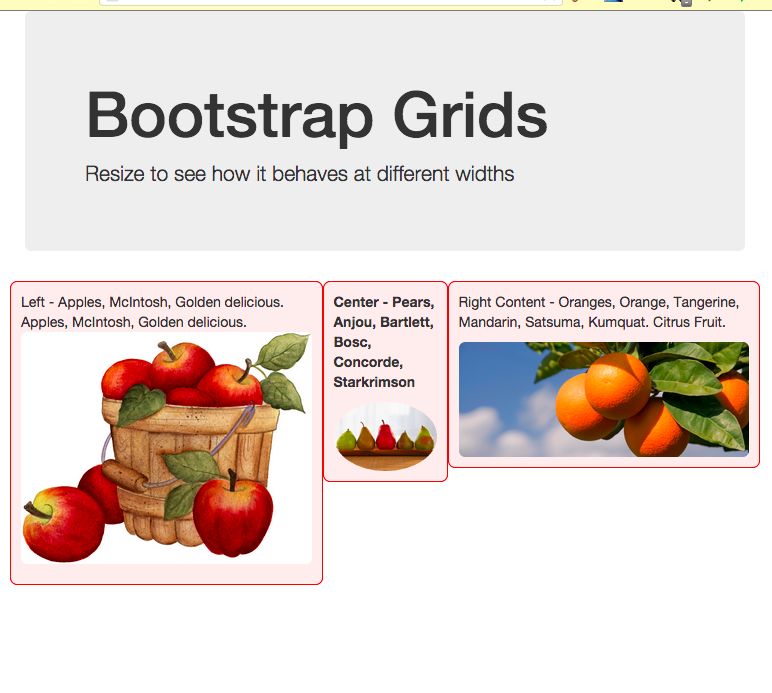 Bootstrap Grids
Resize to see how it behaves at different widths
Left - Apples, McIntosh, Golden delicious.
Apples, McIntosh, Golden delicious.
Center - Pears,
Anjou, Bartlett,
Bosc,
Concorde,
Starkrimson
Right Content - Oranges, Orange, Tangerine,
Mandarin, Satsuma, Kumquat. Citrus Fruit.